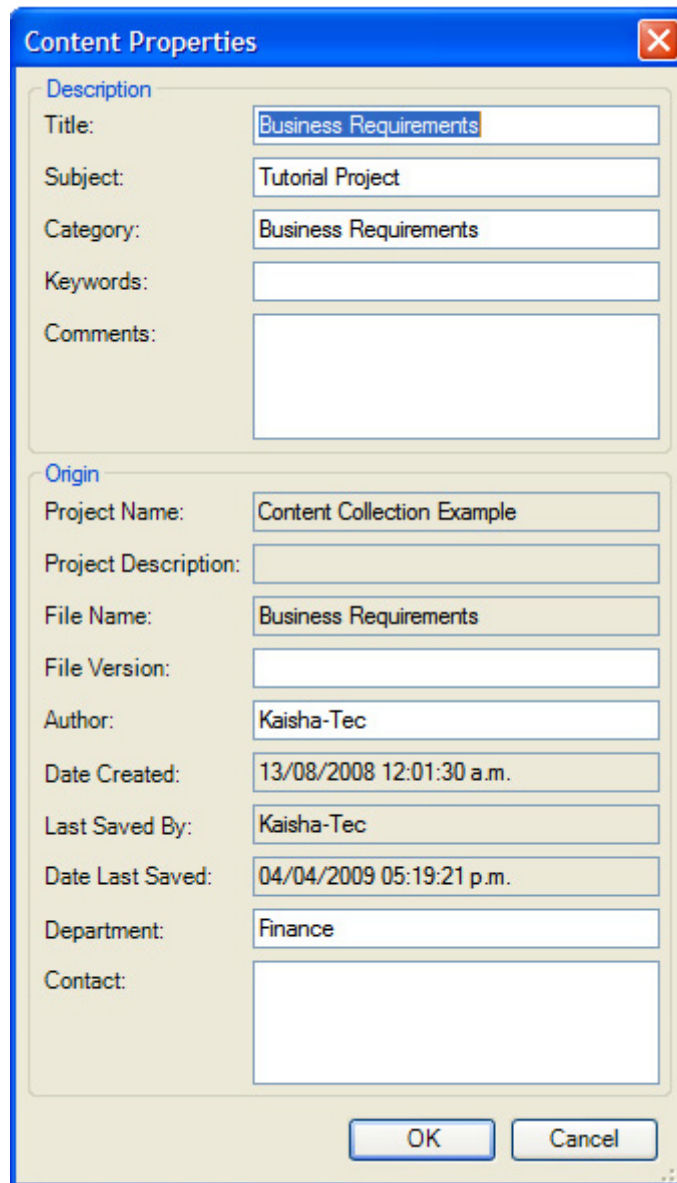 Content Properties
Description
Title: Business Requirements
Subject: Tutorial Project
Category: Business Requirements
Keywords:
Comments:
Origin
Project Name: Content Collection Example
Project Description:
File Name: Business Requirements
File Version:
Author: Kaisha-Tec
Date Created: 13/08/2008 12:01:30 a.m.
Last Saved By: Kaisha-Tec
Date Last Saved: 04/04/2009 05:19:21 p.m.
Department: Finance
Contact:
OK Cancel